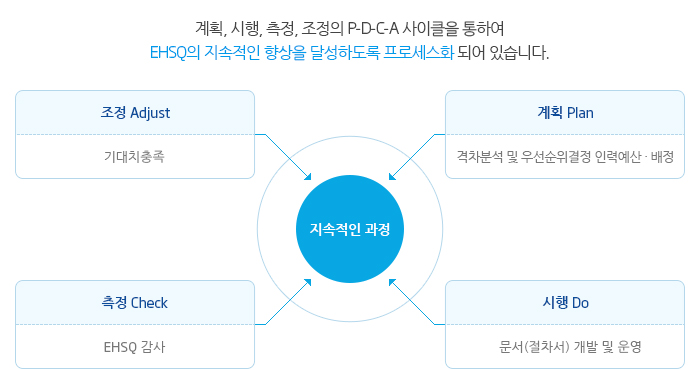 계획, 시행, 측정, 조정의 P-D-C-A 사이클을 통하여
EHSQ의 지속적인 향상을 달성하도록 프로세스화 되어 있습니다.
조정 Adjust
기대치충족
계획 Plan
격차분석 및 우선순위결정 인력예산 · 배정
지속적인 과정
측정 Check
EHSQ 감사
시행 Do
문서(절차서) 개발 및 운영